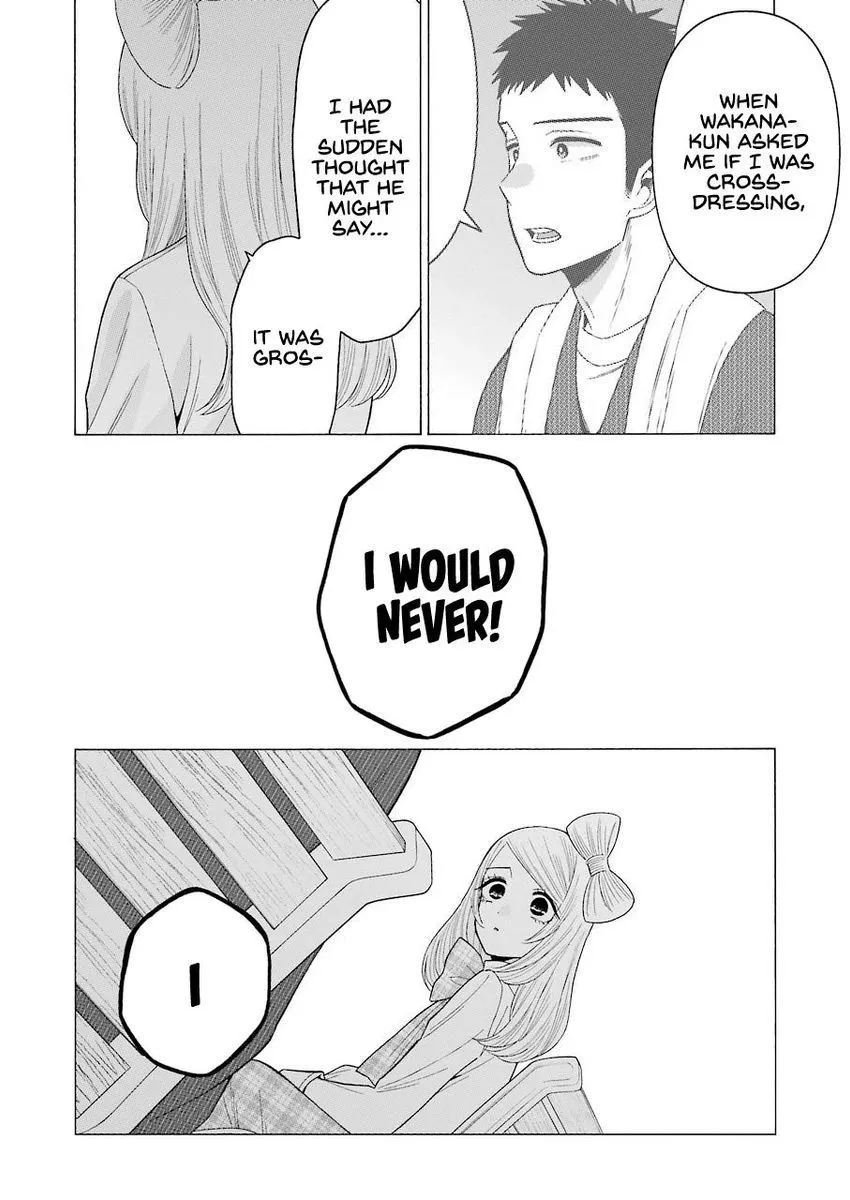 WHEN
WAKANA-
KUN ASKED
ME IF I WAS
CROSS-
DRESSING,
I HAD
THE
SUDDEN
THOUGHT
THAT HE
MIGHT
SAY...
IT WAS
GROS-
I WOULD
NEVER!
I